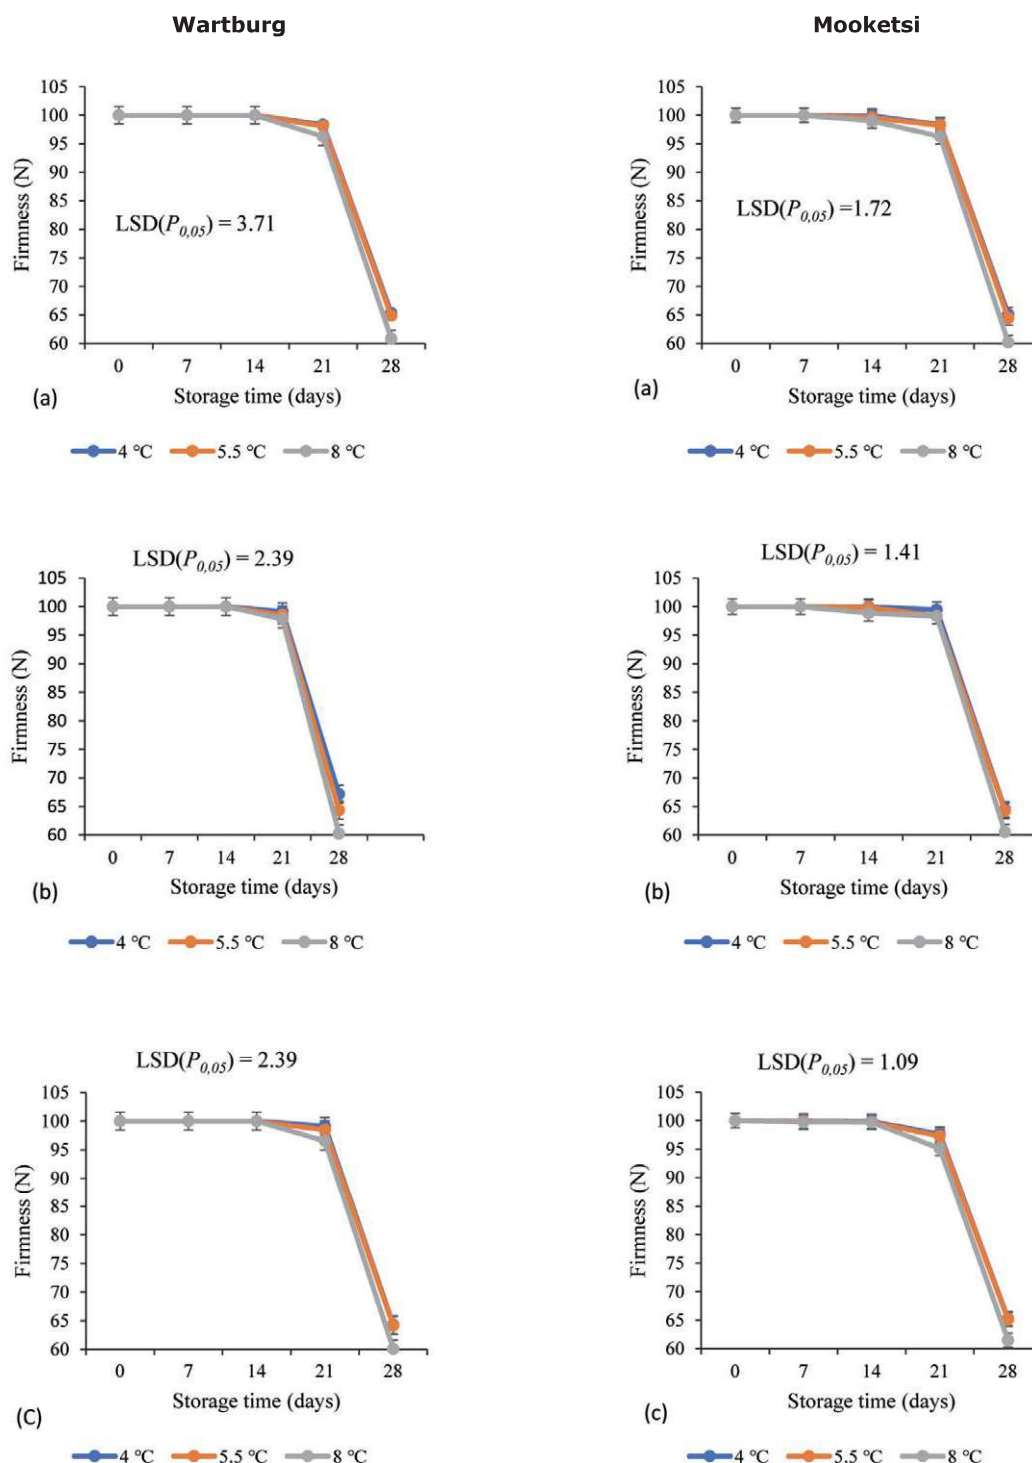 Wartburg
Mooketsi
105
100
95
90
85
80
75
70
65
60
Firmness (N)
LSD(P0,05) = 3.71
0 7 14 21 28
Storage time (days)
(a)
4 °C 5.5 °C 8 °C
105
100
95
90
85
80
75
70
65
60
Firmness (N)
LSD(P0,05) =1.72
0 7 14 21 28
Storage time (days)
(a)
4 °C 5.5 °C 8 °C
LSD(P0,05) = 2.39
105
100
95
90
85
80
75
70
65
60
Firmness (N)
0 7 14 21 28
Storage time (days)
(b)
4 °C 5.5 °C 8 °C
LSD(P0,05) = 1.41
105
100
95
90
85
80
75
70
65
60
Firmness (N)
0 7 14 21 28
Storage time (days)
(b)
4 °C 5.5 °C 8 °C
LSD(P0,05) = 2.39
105
100
95
90
85
80
75
70
65
60
Firmness (N)
0 7 14 21 28
Storage time (days)
(C)
4 °C 5.5 °C 8 °C
LSD(P0,05) = 1.09
105
100
95
90
85
80
75
70
65
60
Firmness (N)
0 7 14 21 28
Storage time (days)
(c)
4 °C 5.5 °C 8 °C